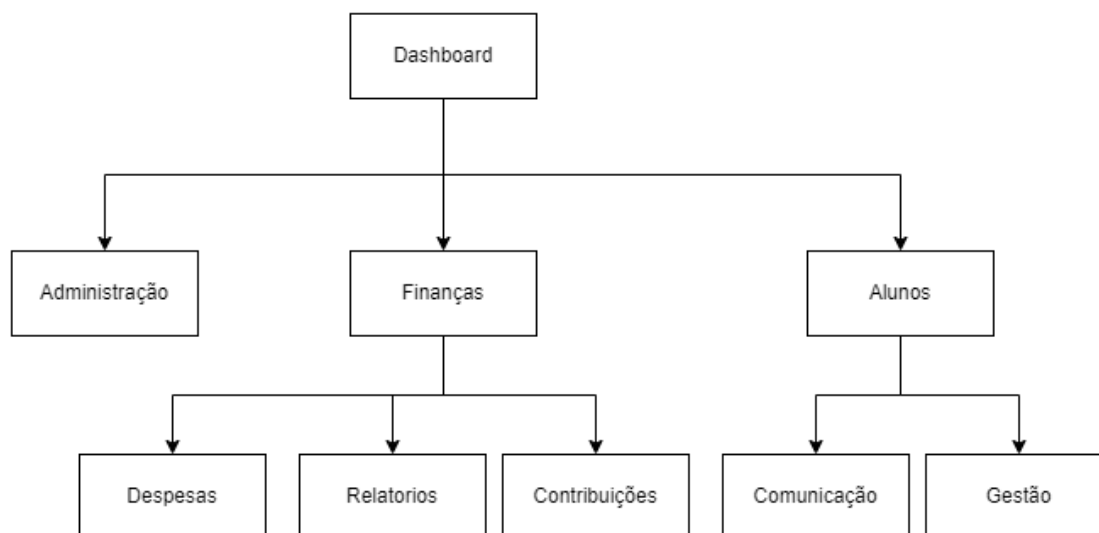 Dashboard
Administração
Finanças
Alunos
Despesas
Relatorios
Contribuições
Comunicação
Gestão